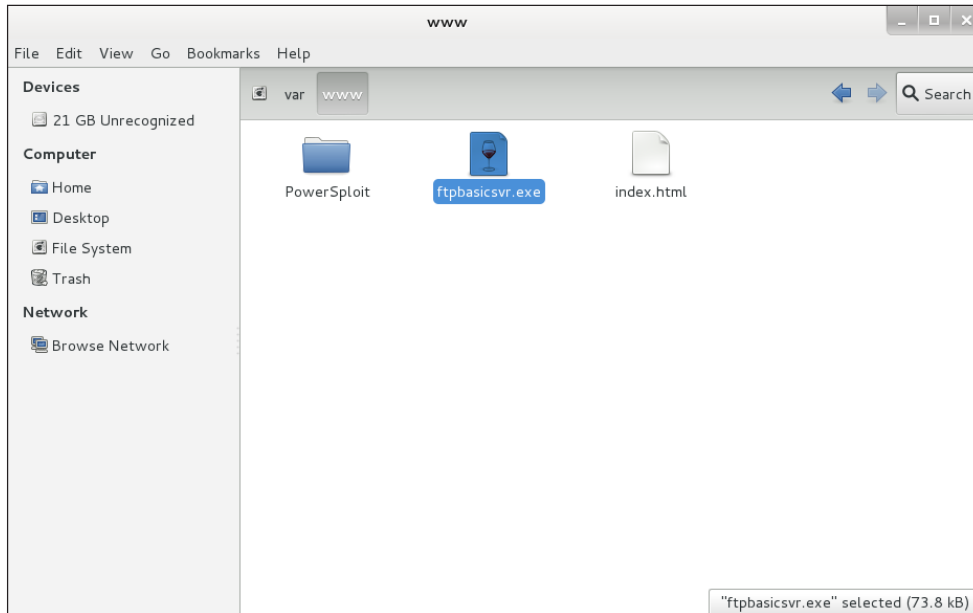 www
File Edit View Go Bookmarks Help
Devices
21 GB Unrecognized
Computer
Home
Desktop
File System
Trash
Network
Browse Network
var www
Search
PowerSploit
ftpbasicsvr.exe
index.html
"ftpbasicsvr.exe" selected (73.8 kB)